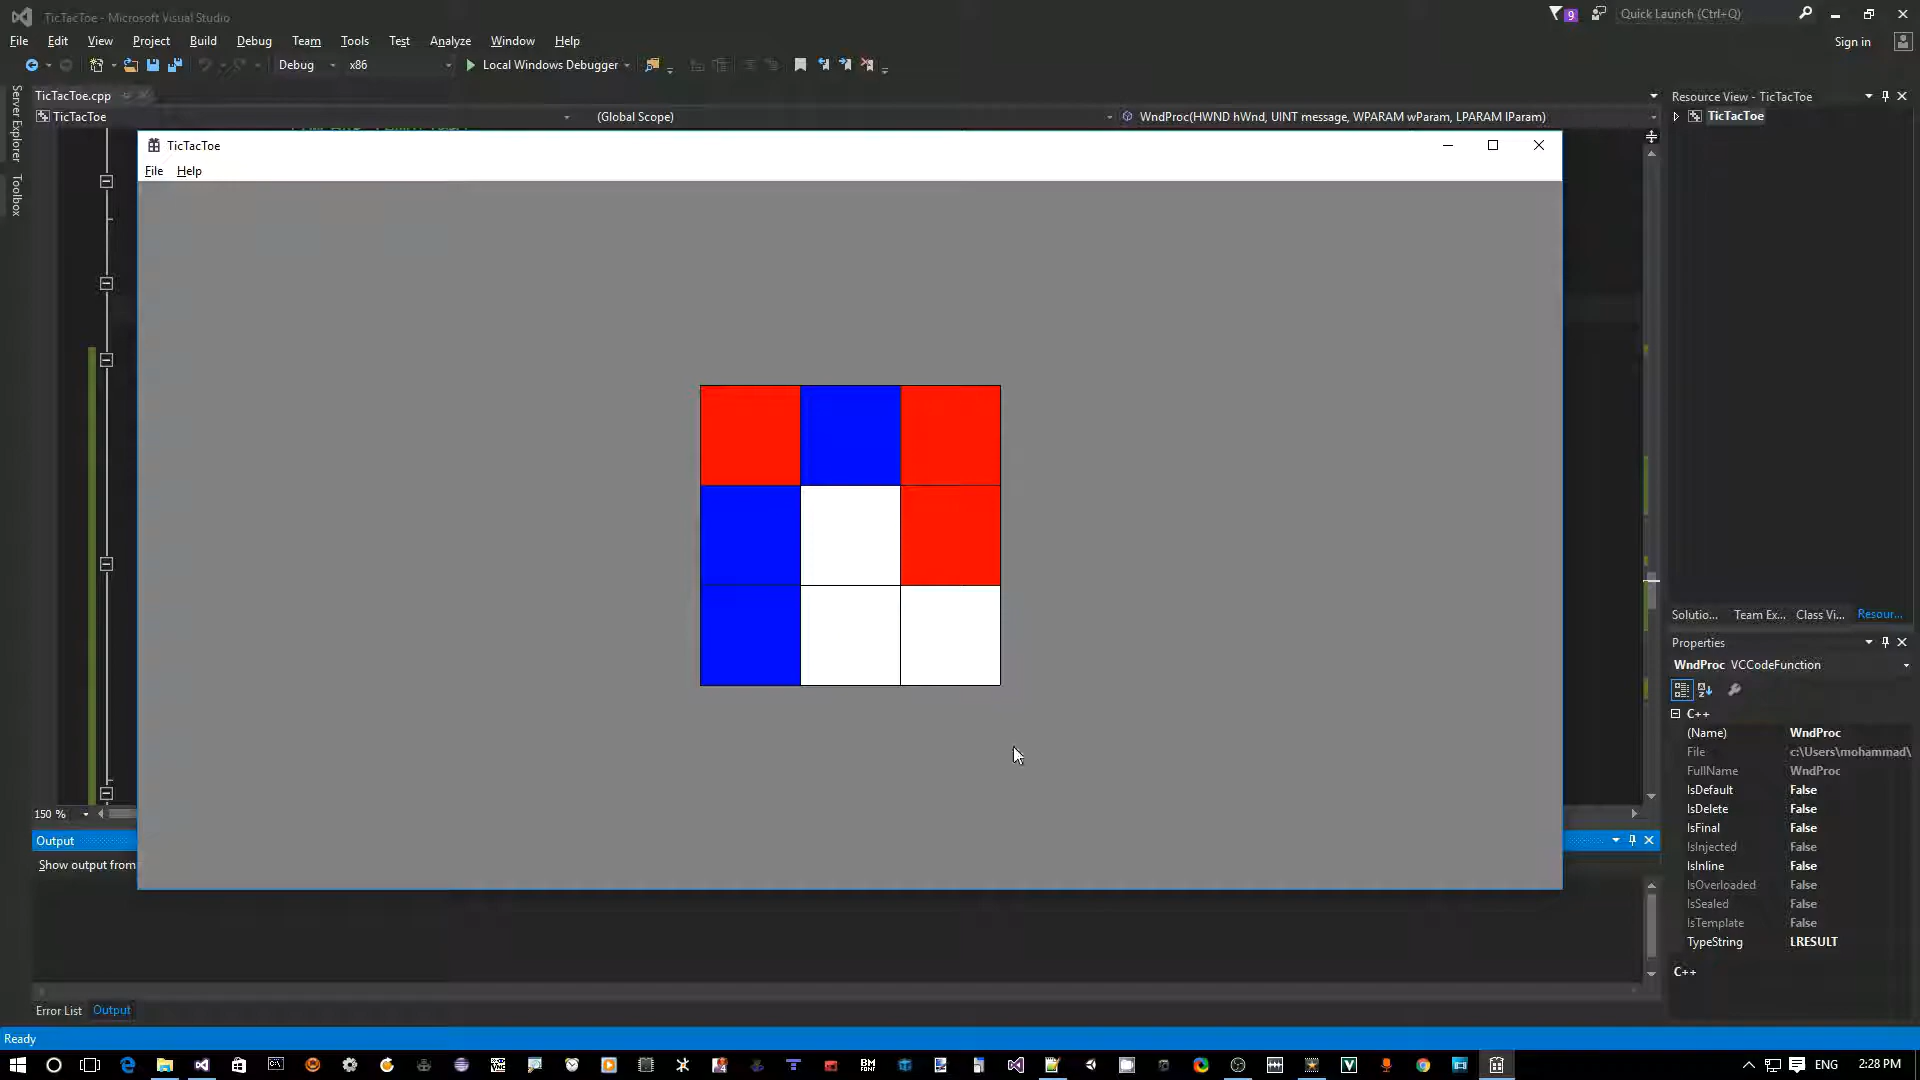 TicTacToe - Microsoft Visual Studio
9
Quick Launch (Ctrl+Q)
File Edit View Project Build Debug Team Tools Test Analyze Window Help
Sign in
Debug x86 Local Windows Debugger
Server Explorer
Toolbox
TicTacToe.cpp
TicTacToe (Global Scope) WndProc(HWND hWnd, UINT message, WPARAM wParam, LPARAM lParam)
TicTacToe
File Help
150 %
Output
Show output from
Error List Output
Resource View - TicTacToe
TicTacToe
Solutio... Team Ex... Class Vi... Resour...
Properties
WndProc VCCodeFunction
C++
(Name) WndProc
File c:\Users\mohammad\
FullName WndProc
IsDefault False
IsDelete False
IsFinal False
IsInjected False
IsInline False
IsOverloaded False
IsSealed False
IsTemplate False
TypeString LRESULT
C++
Ready
ENG 2:28 PM